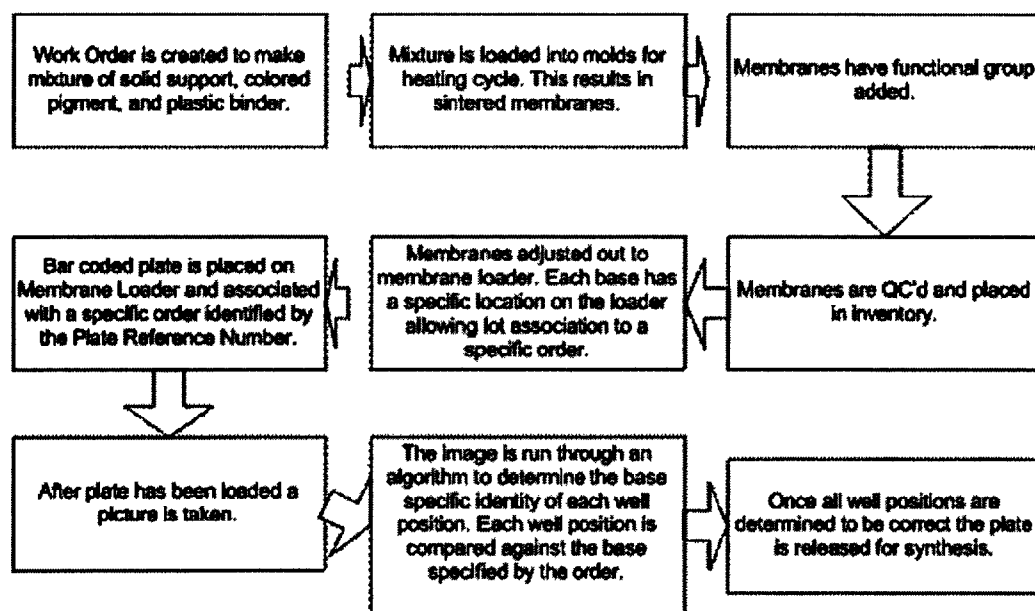 Work Order is created to make
mixture of solid support, colored
pigment, and plastic binder.
Mixture is loaded into molds for
heating cycle. This results in
sintered membranes.
Membranes have functional group
added.
Membranes are QC'd and placed
in inventory.
Membranes adjusted out to
membrane loader. Each base has
a specific location on the loader
allowing lot association to a
specific order.
Bar coded plate is placed on
Membrane Loader and associated
with a specific order identified by
the Plate Reference Number.
After plate has been loaded a
picture is taken.
The image is run through an
algorithm to determine the base
specific identity of each well
position. Each well position is
compared against the base
specified by the order.
Once all well positions are
determined to be correct the plate
is released for synthesis.